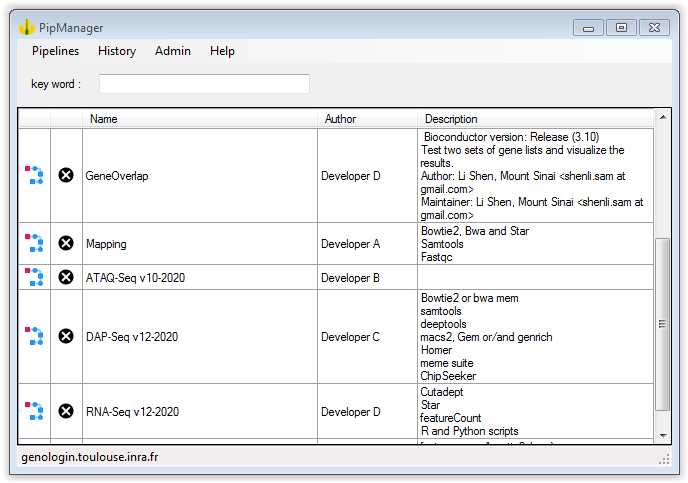 PipManager
Pipelines History Admin Help
key word :
Name Author Description
GeneOverlap Developer D Bioconductor version: Release (3.10)
Test two sets of gene lists and visualize the
results.
Author: Li Shen, Mount Sinai <shenli.sam at
gmail.com>
Maintainer: Li Shen, Mount Sinai <shenli.sam at
gmail.com>
Mapping Developer A Bowtie2, Bwa and Star
Samtools
Fastqc
ATAQ-Seq v10-2020 Developer B
DAP-Seq v12-2020 Developer C Bowtie2 or bwa mem
samtools
deeptools
macs2, Gem or/and genrich
Homer
meme suite
ChipSeeker
RNA-Seq v12-2020 Developer D Cutadept
Star
featureCount
R and Python scripts
genologin.toulouse.inra.fr